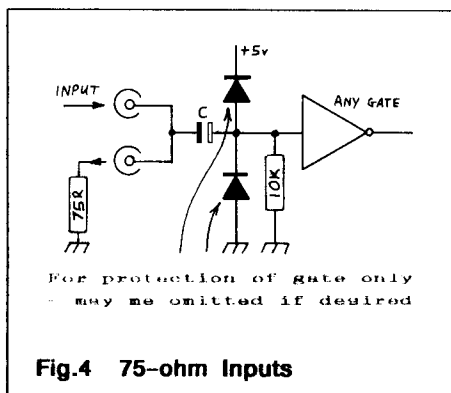 +5v
INPUT
C
ANY GATE
75R
10K
For protection of gate only
- may me omitted if desired
Fig.4 75-ohm Inputs